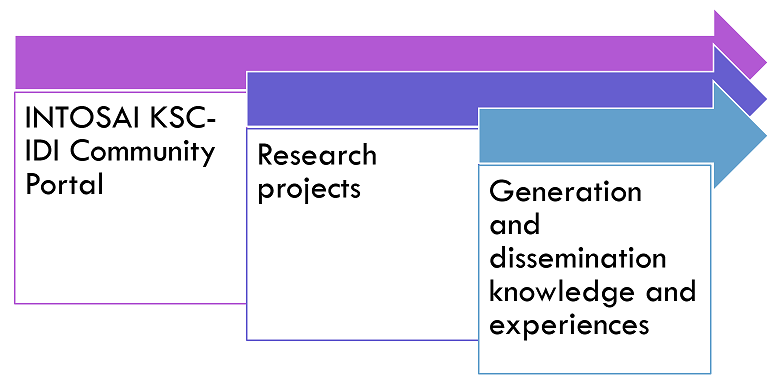 INTOSAI KSC-
IDI Community
Portal
Research
projects
Generation
and
dissemination
knowledge and
experiences